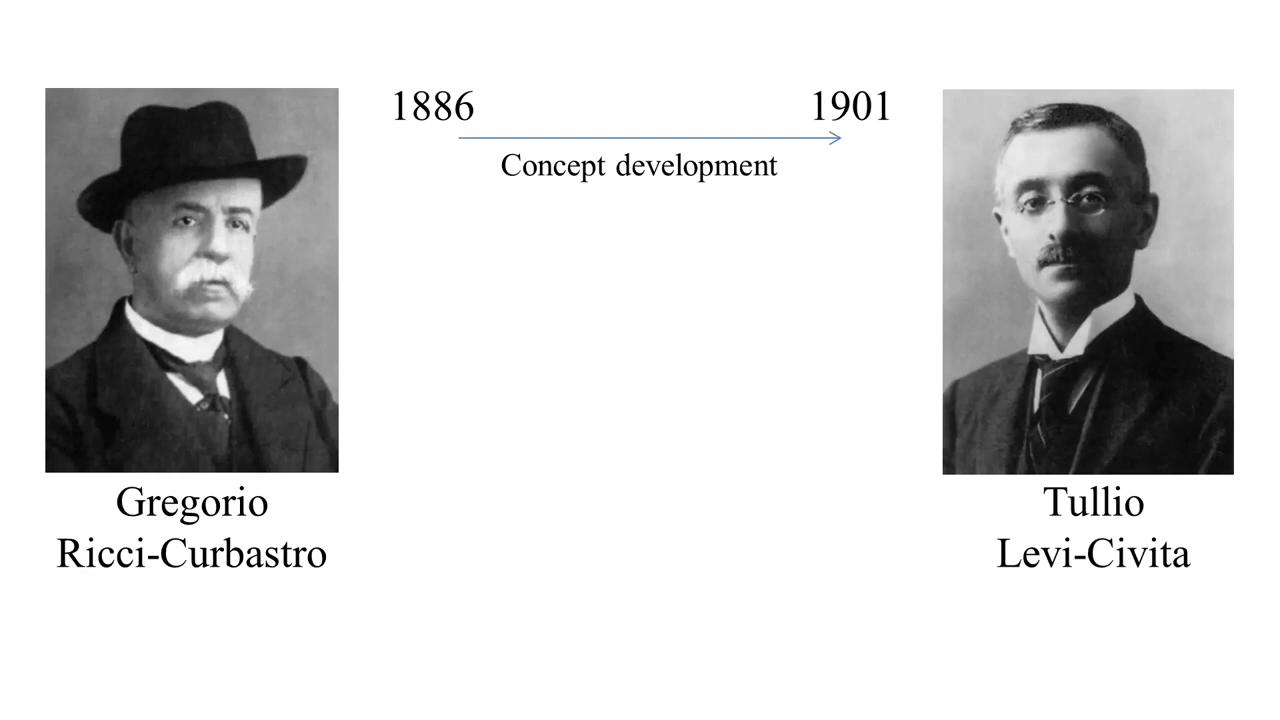 1886
1901
Concept development
Gregorio
Ricci-Curbastro
Tullio
Levi-Civita